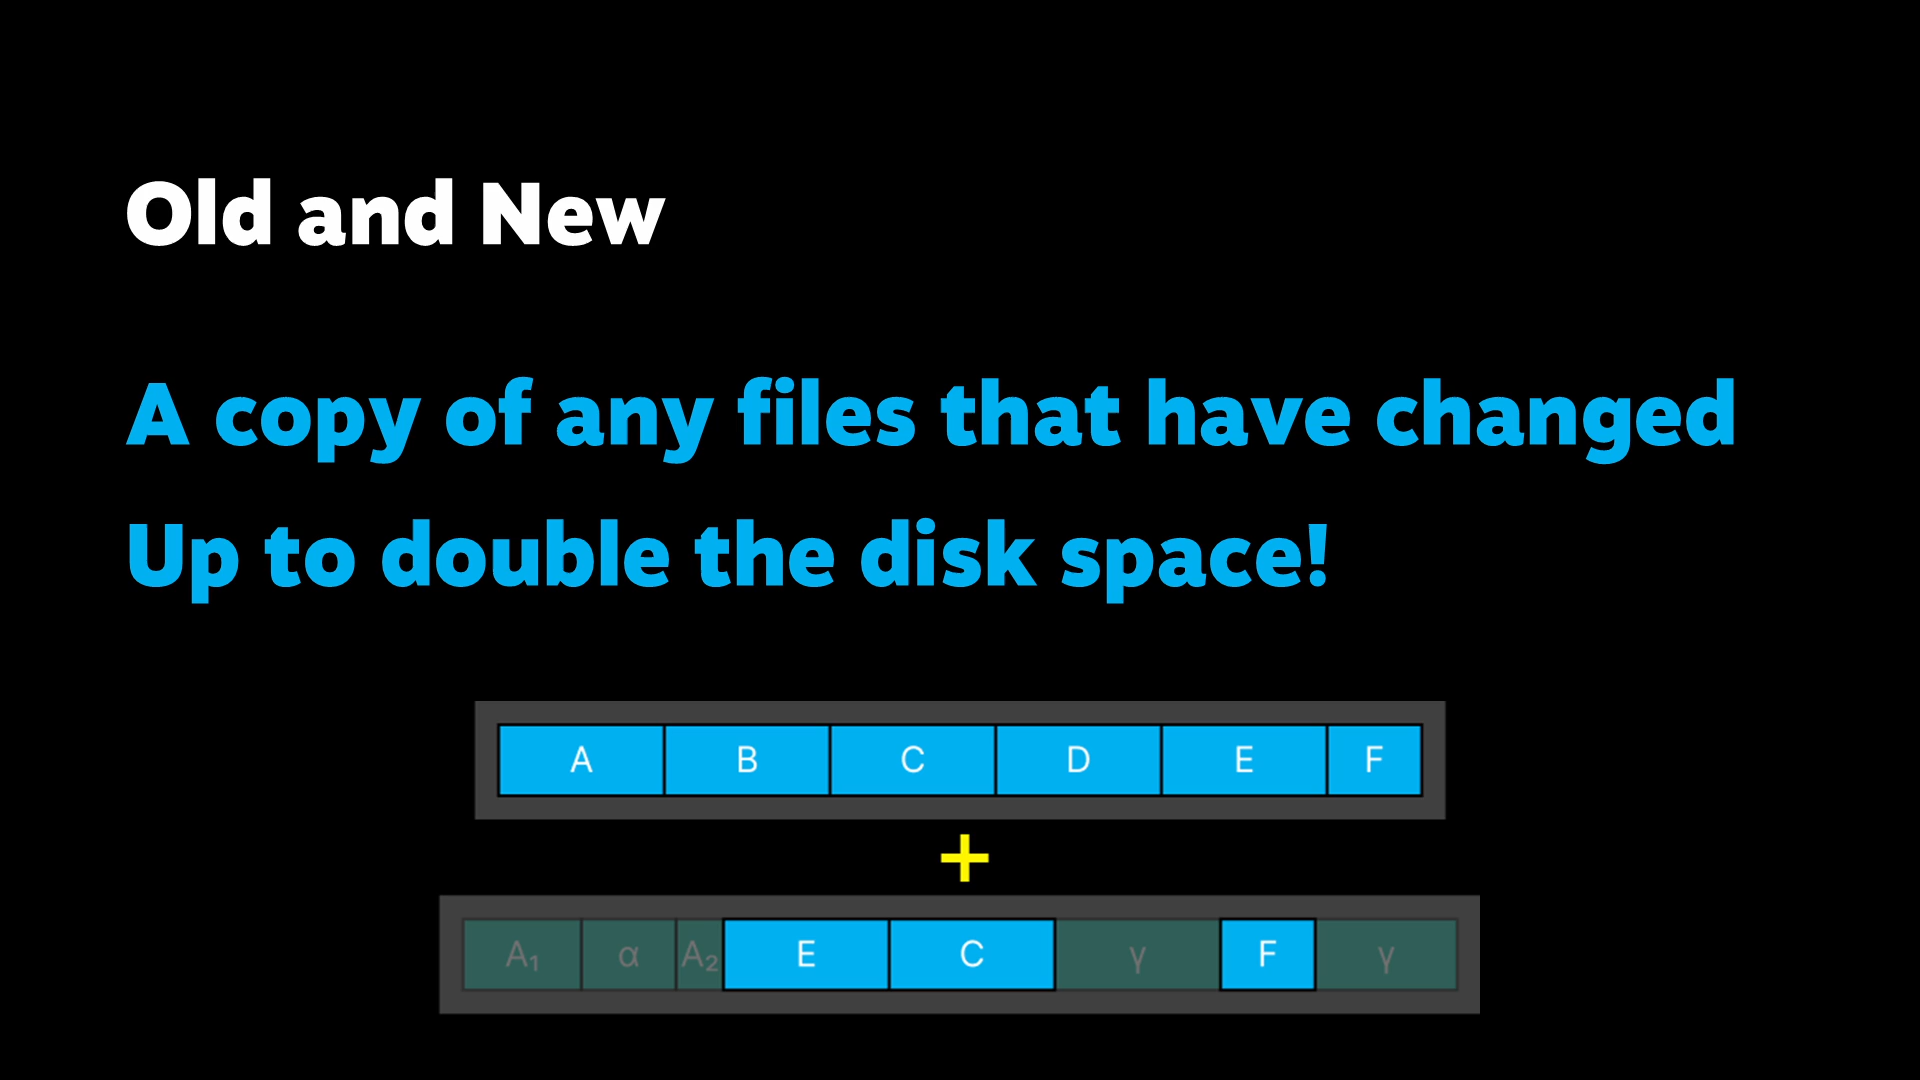 Old and New
A copy of any files that have changed
Up to double the disk space!
A B C D E F
+
A₁ α A₂ E C γ F γ